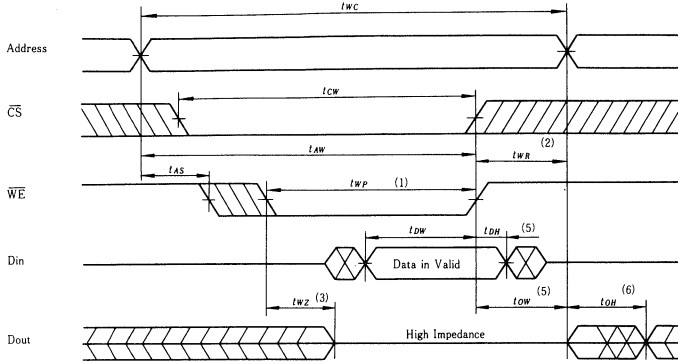 tWC
Address
tCW
CS
(2)
tAW
tWR
tAS
tWP (1)
WE
tDW tDH (5)
Din
Data in Valid
tWZ (3)
tOW (5)
tOH (6)
Dout
High Impedance